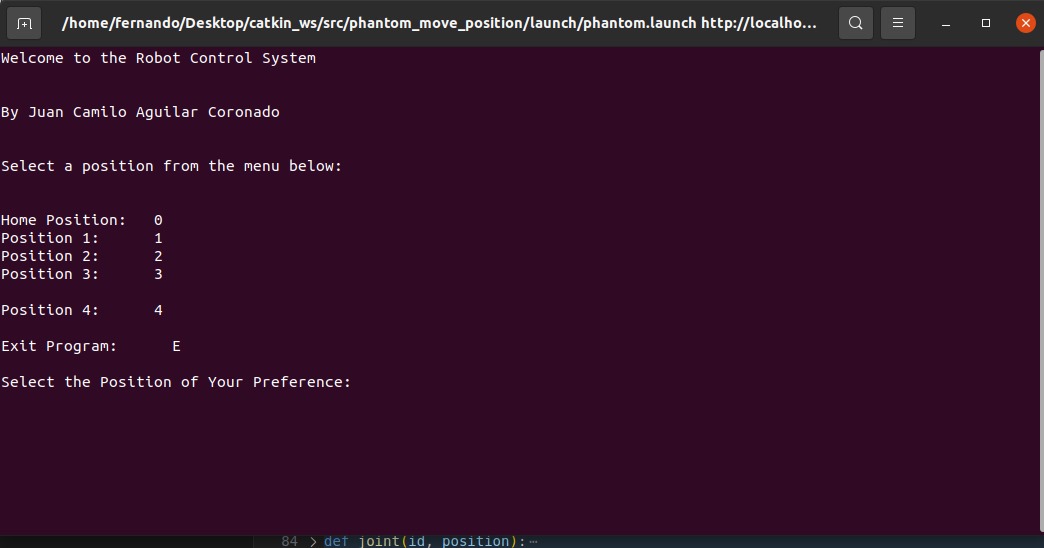 /home/fernando/Desktop/catkin_ws/src/phantom_move_position/launch/phantom.launch http://localho...
Welcome to the Robot Control System
By Juan Camilo Aguilar Coronado
Select a position from the menu below:
Home Position: 0
Position 1: 1
Position 2: 2
Position 3: 3
Position 4: 4
Exit Program: E
Select the Position of Your Preference:
84 > def joint(id, position):⋯